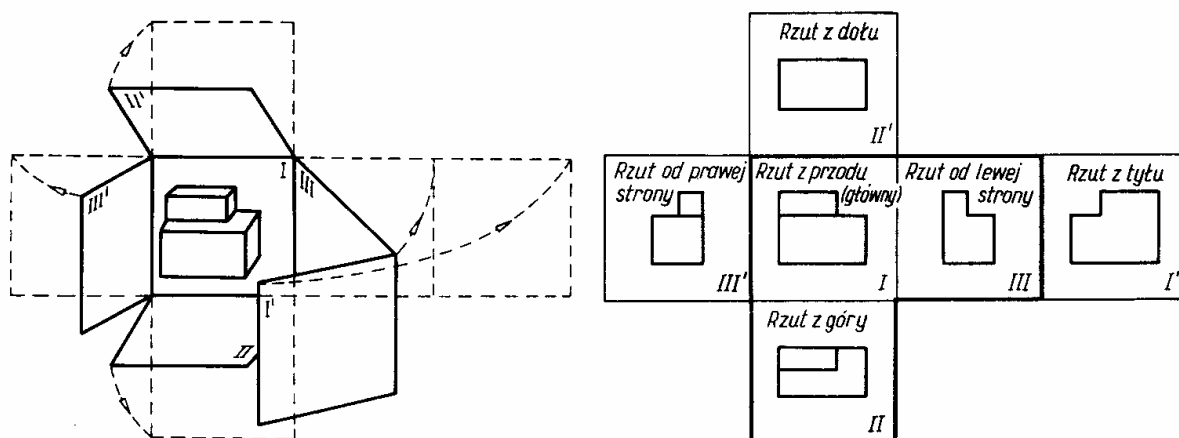 II'
I
III
III'
I'
II
Rzut z dołu
II'
Rzut od prawej
strony
III'
Rzut z przodu
(główny)
I
Rzut od lewej
strony
III
Rzut z tyłu
I'
Rzut z góry
II